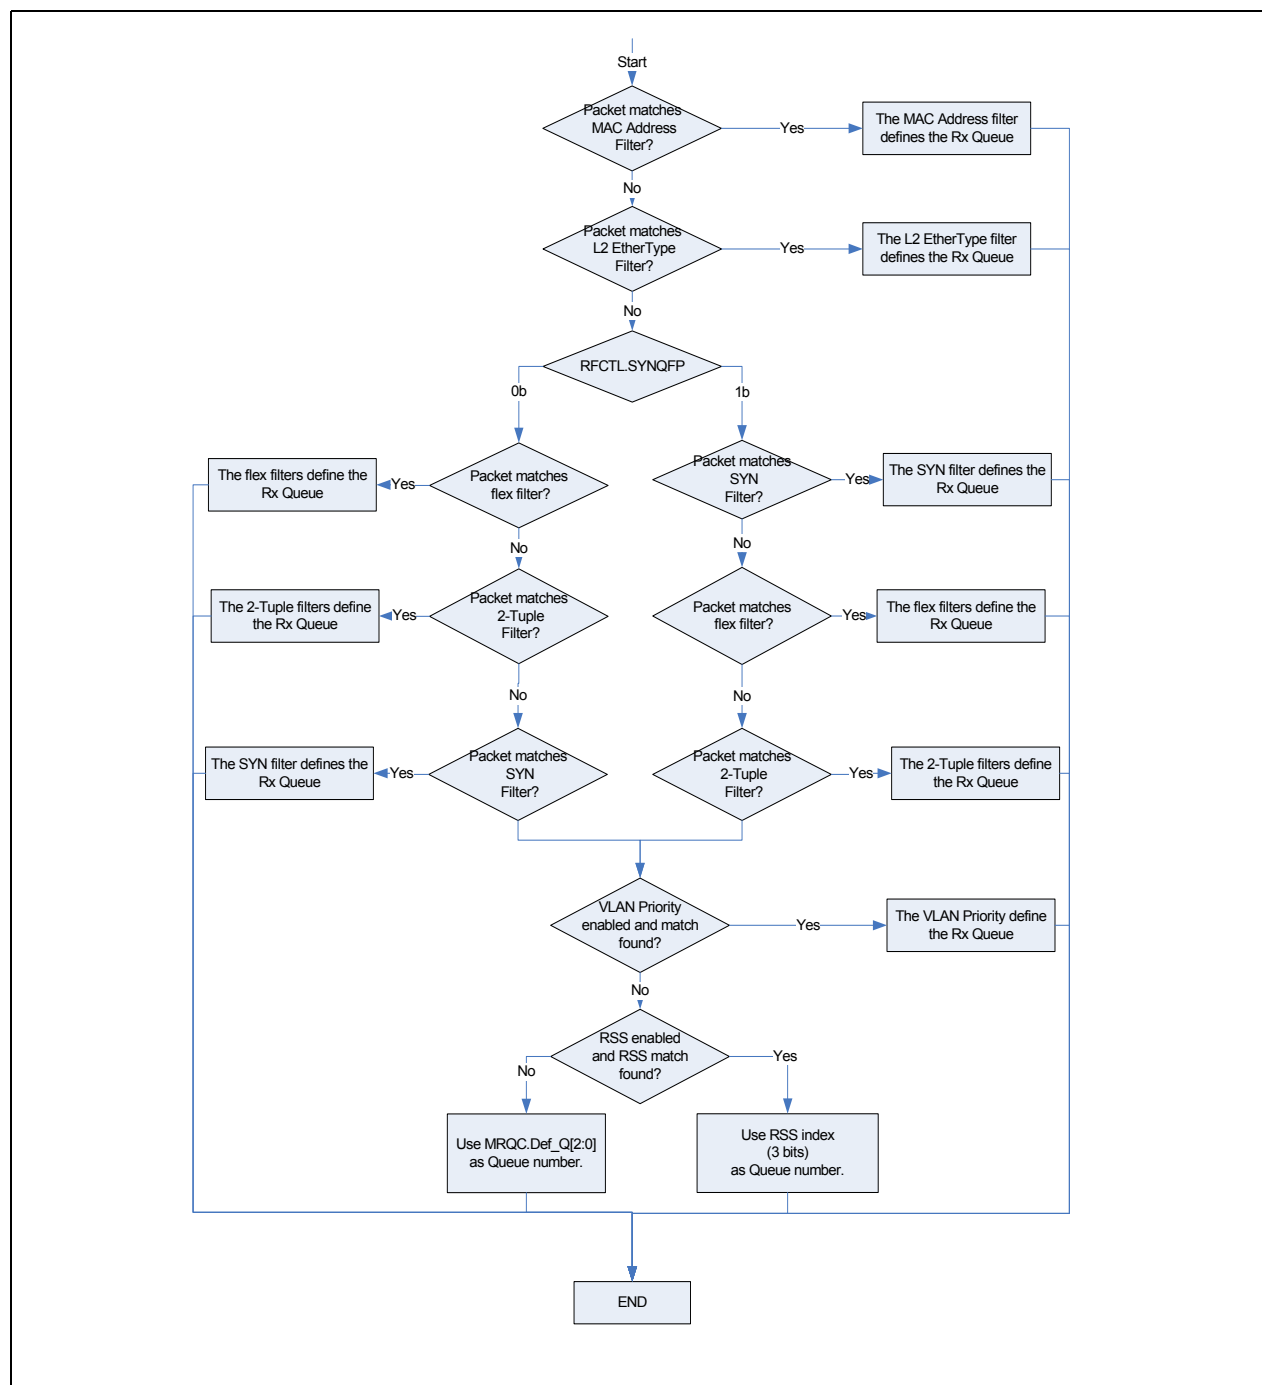 Start
Packet matches
MAC Address
Filter?
Yes
The MAC Address filter
defines the Rx Queue
No
Packet matches
L2 EtherType
Filter?
Yes
The L2 EtherType filter
defines the Rx Queue
No
RFCTL.SYNQFP
0b
1b
Packet matches
flex filter?
Yes
The flex filters define the
Rx Queue
No
Packet matches
2-Tuple
Filter?
Yes
The 2-Tuple filters define
the Rx Queue
No
Packet matches
SYN
Filter?
Yes
The SYN filter defines the
Rx Queue
Packet matches
SYN
Filter?
Yes
The SYN filter defines the
Rx Queue
No
Packet matches
flex filter?
Yes
The flex filters define the
Rx Queue
No
Packet matches
2-Tuple
Filter?
Yes
The 2-Tuple filters define
the Rx Queue
VLAN Priority
enabled and match
found?
Yes
The VLAN Priority define
the Rx Queue
No
RSS enabled
and RSS match
found?
No
Yes
Use MRQC.Def_Q[2:0]
as Queue number.
Use RSS index
(3 bits)
as Queue number.
END